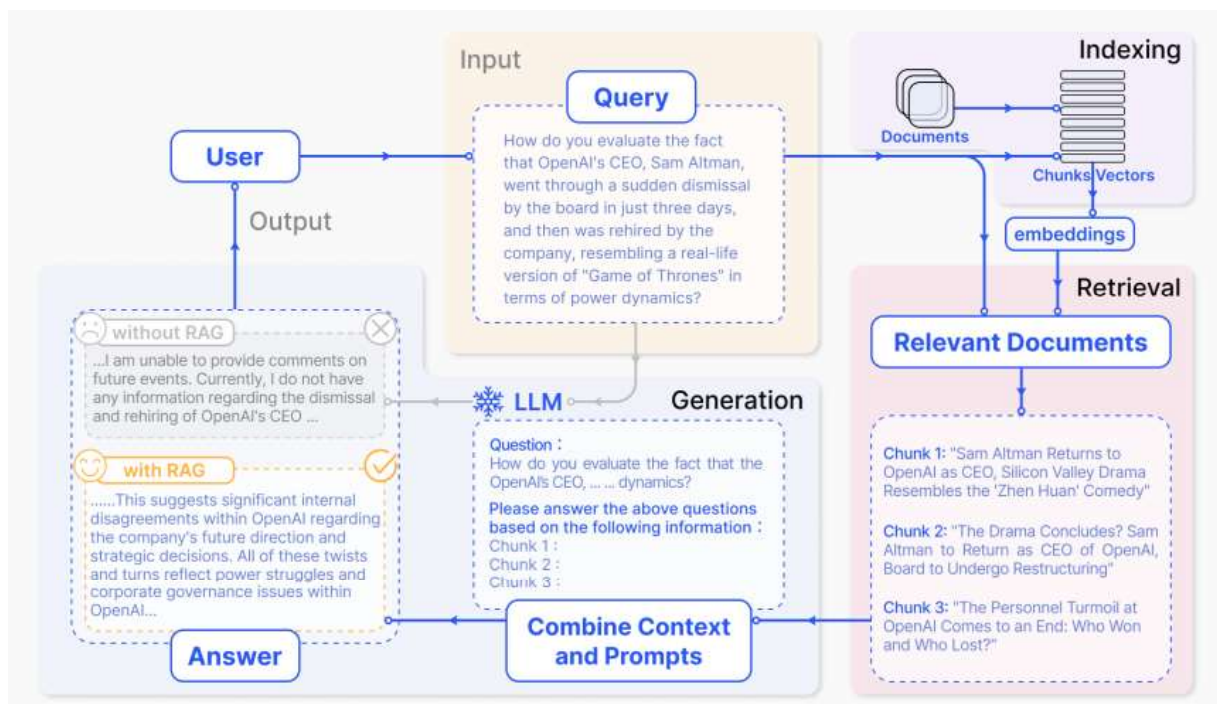 Input
Query
How do you evaluate the fact
that OpenAI's CEO, Sam Altman,
went through a sudden dismissal
by the board in just three days,
and then was rehired by the
company, resembling a real-life
version of "Game of Thrones" in
terms of power dynamics?
Indexing
Documents
Chunks Vectors
embeddings
User
Output
Retrieval
Relevant Documents
Chunk 1: "Sam Altman Returns to
OpenAI as CEO, Silicon Valley Drama
Resembles the 'Zhen Huan' Comedy"
Chunk 2: "The Drama Concludes? Sam
Altman to Return as CEO of OpenAI,
Board to Undergo Restructuring"
Chunk 3: "The Personnel Turmoil at
OpenAI Comes to an End: Who Won
and Who Lost?"
LLM
Generation
Question :
How do you evaluate the fact that the
OpenAI's CEO, ... ... dynamics?
Please answer the above questions
based on the following information :
Chunk 1 :
Chunk 2 :
Chunk 3 :
Combine Context
and Prompts
without RAG
...I am unable to provide comments on
future events. Currently, I do not have
any information regarding the dismissal
and rehiring of OpenAI's CEO ...
with RAG
......This suggests significant internal
disagreements within OpenAI regarding
the company's future direction and
strategic decisions. All of these twists
and turns reflect power struggles and
corporate governance issues within
OpenAI...
Answer